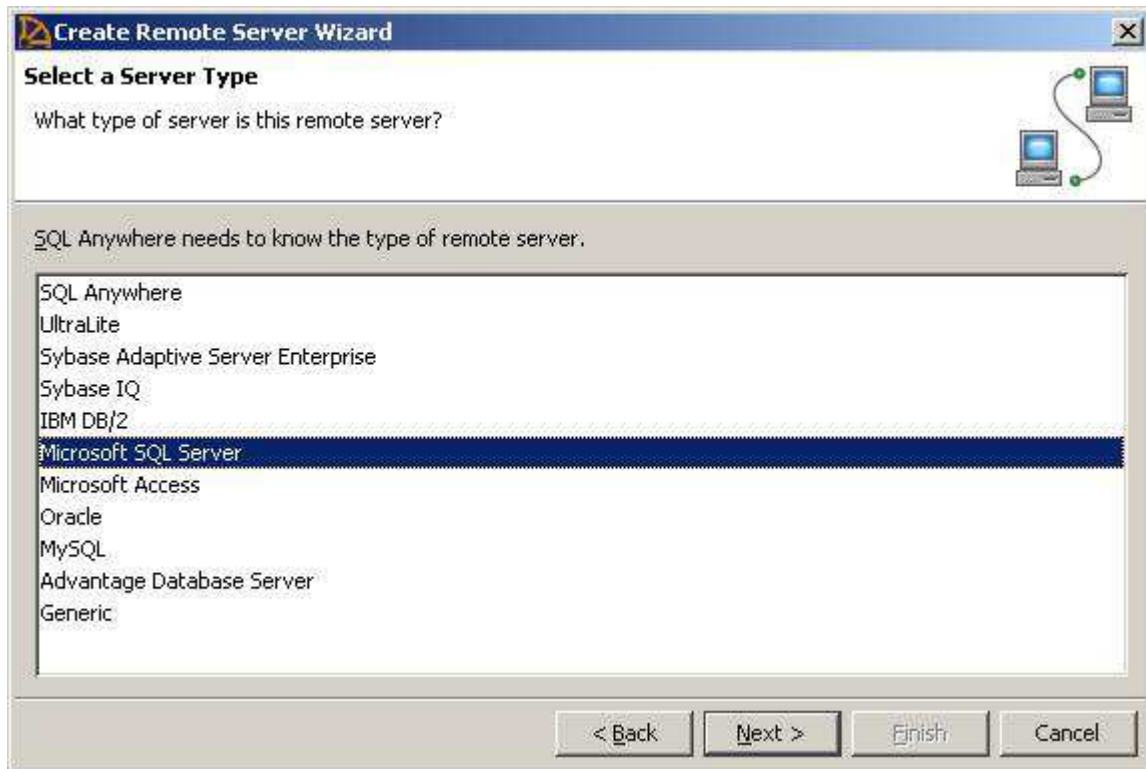 Create Remote Server Wizard
Select a Server Type
What type of server is this remote server?
SQL Anywhere needs to know the type of remote server.
SQL Anywhere
UltraLite
Sybase Adaptive Server Enterprise
Sybase IQ
IBM DB/2
Microsoft SQL Server
Microsoft Access
Oracle
MySQL
Advantage Database Server
Generic
< Back Next > Finish Cancel